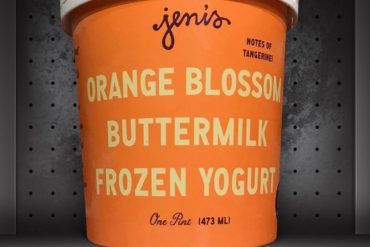 jeni's
NOTES OF
TANGERINE!
ORANGE BLOSSOM
BUTTERMILK
FROZEN YOGURT
One Pint (473 ML)